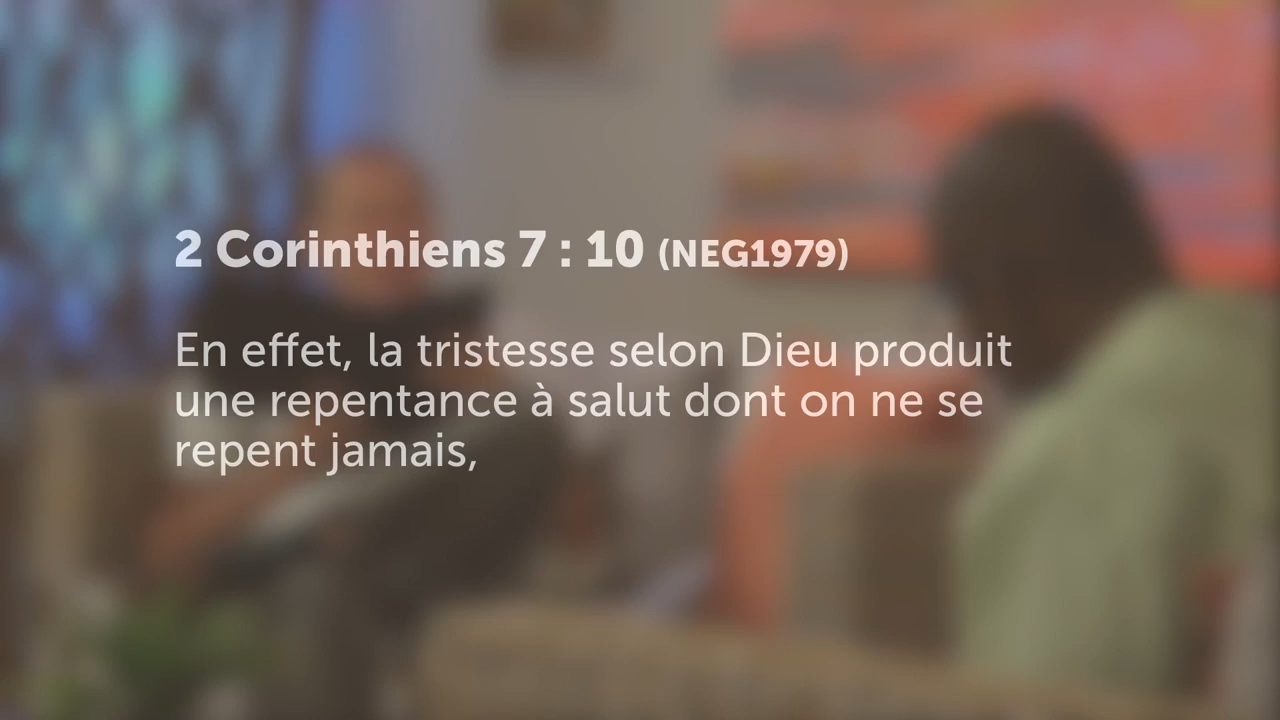 2 Corinthiens 7 : 10 (NEG1979)
En effet, la tristesse selon Dieu produit
une repentance à salut dont on ne se
repent jamais,